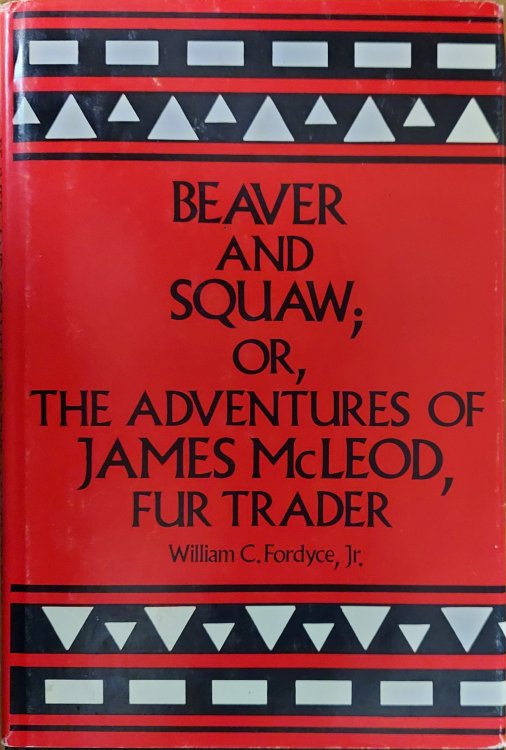 BEAVER
AND
SQUAW;
OR,
THE ADVENTURES OF
JAMES McLEOD,
FUR TRADER
William C. Fordyce, Jr.